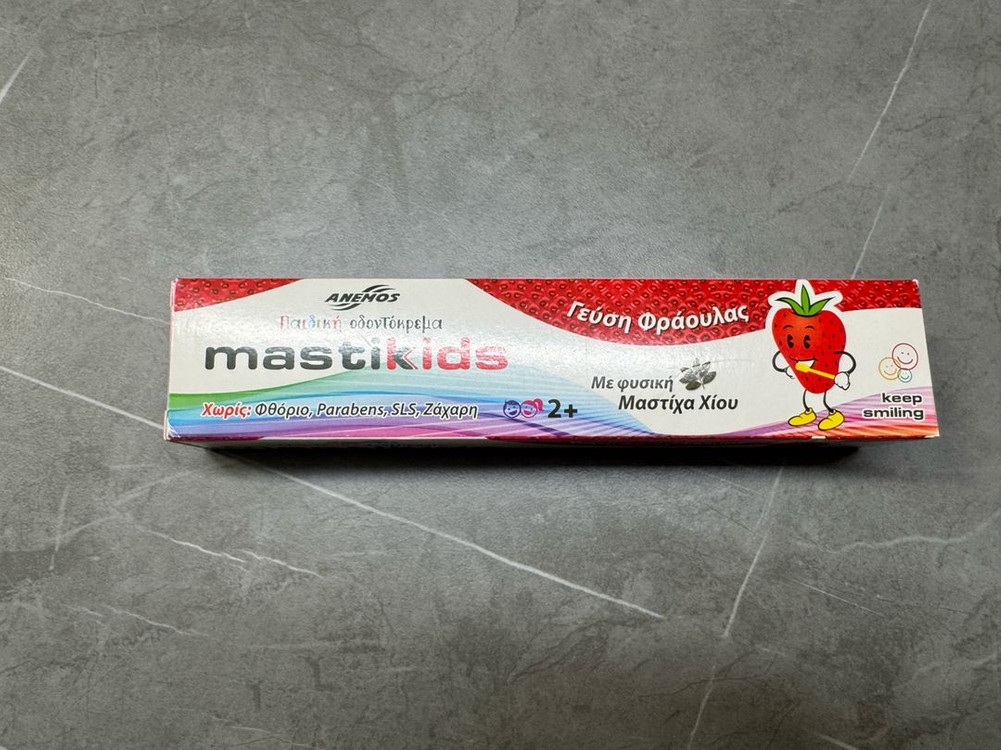 ANEMOS
Παιδική οδοντόκρεμα
mastikids
Χωρίς: Φθόριο, Parabens, SLS, Ζάχαρη
2+
Γεύση Φράουλας
Με φυσική
Μαστίχα Χίου
keep
smiling